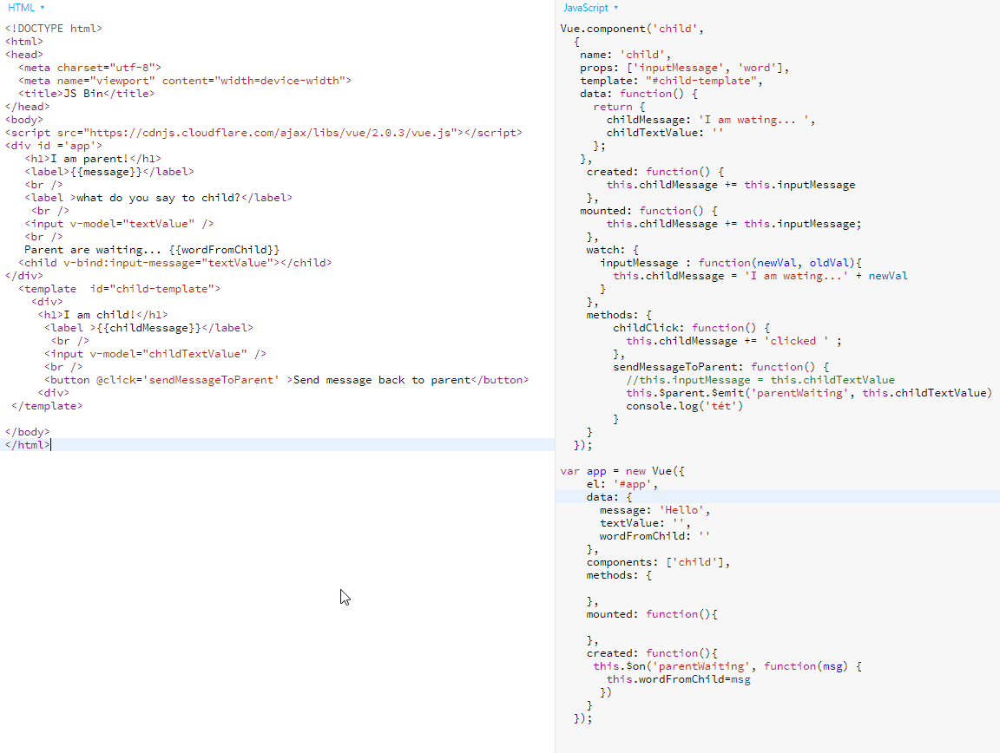 HTML ▾
<!DOCTYPE html>
<html>
<head>
<meta charset="utf-8">
<meta name="viewport" content="width=device-width">
<title>JS Bin</title>
</head>
<body>
<script src="https://cdnjs.cloudflare.com/ajax/libs/vue/2.0.3/vue.js"></script>
<div id ='app'>
<h1>I am parent!</h1>
<label>{{message}}</label>
<br />
<label >what do you say to child?</label>
<br />
<input v-model="textValue" />
<br />
Parent are waiting... {{wordFromChild}}
<child v-bind:input-message="textValue"></child>
</div>
<template  id="child-template">
<div>
<h1>I am child!</h1>
<label >{{childMessage}}</label>
<br />
<input v-model="childTextValue" />
<br />
<button @click='sendMessageToParent' >Send message back to parent</button>
<div>
</template>
</body>
</html>
JavaScript ▾
Vue.component('child',
{
name: 'child',
props: ['inputMessage', 'word'],
template: "#child-template",
data: function() {
return {
childMessage: 'I am wating... ',
childTextValue: ''
};
},
created: function() {
this.childMessage += this.inputMessage
},
mounted: function() {
this.childMessage += this.inputMessage;
},
watch: {
inputMessage : function(newVal, oldVal){
this.childMessage = 'I am wating...' + newVal
}
},
methods: {
childClick: function() {
this.childMessage += 'clicked ' ;
},
sendMessageToParent: function() {
//this.inputMessage = this.childTextValue
this.$parent.$emit('parentWaiting', this.childTextValue)
console.log('tét')
}
}
});
var app = new Vue({
el: '#app',
data: {
message: 'Hello',
textValue: '',
wordFromChild: ''
},
components: ['child'],
methods: {
},
mounted: function(){
},
created: function(){
this.$on('parentWaiting', function(msg) {
this.wordFromChild=msg
})
}
});